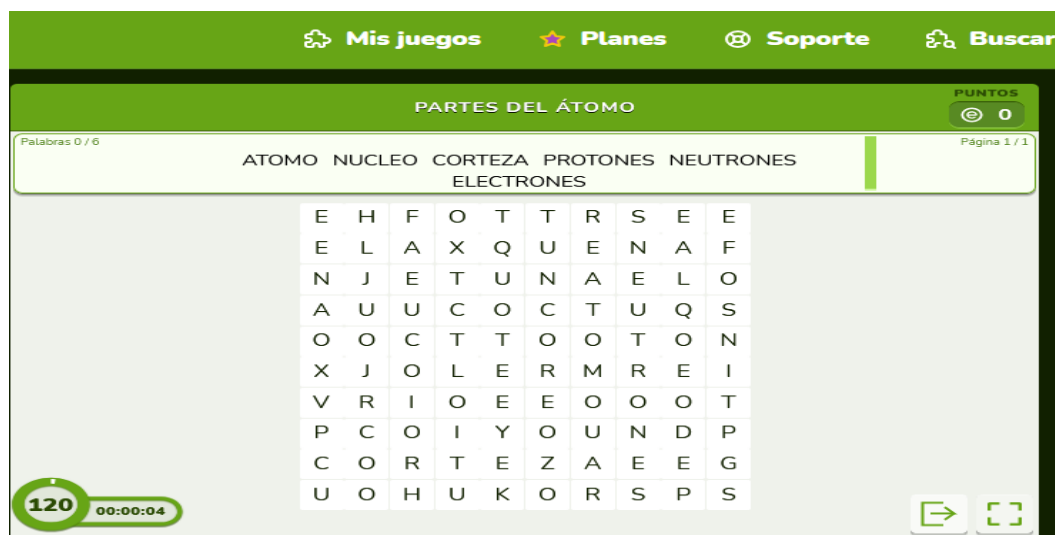 Mis juegos Planes Soporte Buscar
PARTES DEL ÁTOMO
PUNTOS
0
Palabras 0 / 6
Página 1 / 1
ATOMO NUCLEO CORTEZA PROTONES NEUTRONES
ELECTRONES
E H F O T T R S E E
E L A X Q U E N A F
N J E T U N A E L O
A U U C O C T U Q S
O O C T T O O T O N
X J O L E R M R E I
V R I O E E O O O T
P C O I Y O U N D P
C O R T E Z A E E G
U O H U K O R S P S
120 00:00:04